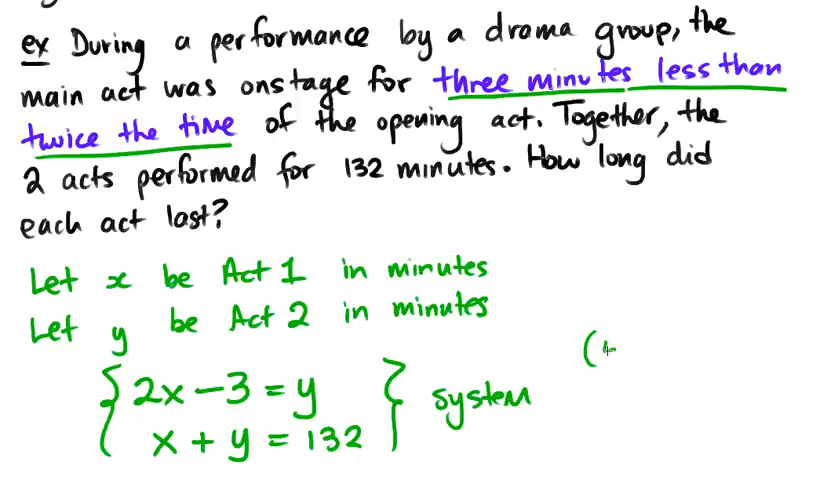 ex During a performance by a drama group, the
main act was onstage for three minutes less than
twice the time of the opening act. Together, the
2 acts performed for 132 minutes. How long did
each act last?
Let x be Act 1 in minutes
Let y be Act 2 in minutes
{ 2x - 3 = y } system
x + y = 132
(